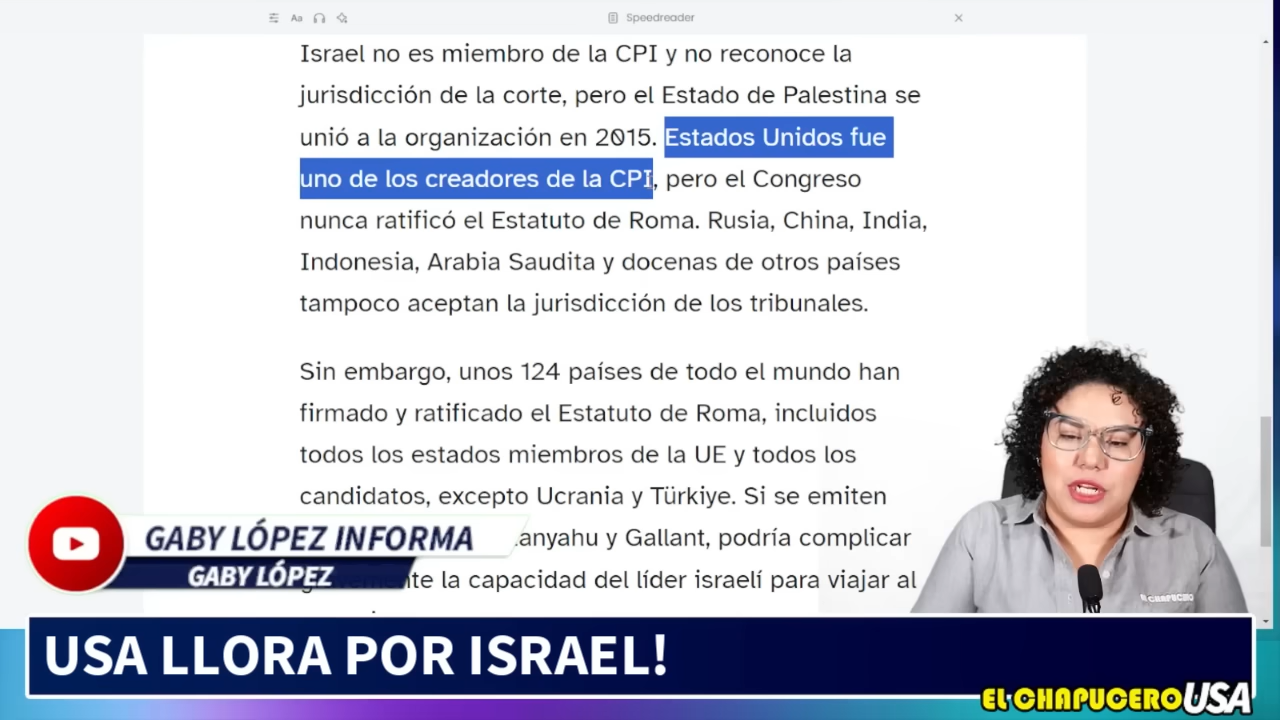 Aa
Speedreader
Israel no es miembro de la CPI y no reconoce la
jurisdicción de la corte, pero el Estado de Palestina se
unió a la organización en 2015. Estados Unidos fue
uno de los creadores de la CPI, pero el Congreso
nunca ratificó el Estatuto de Roma. Rusia, China, India,
Indonesia, Arabia Saudita y docenas de otros países
tampoco aceptan la jurisdicción de los tribunales.
Sin embargo, unos 124 países de todo el mundo han
firmado y ratificado el Estatuto de Roma, incluidos
todos los estados miembros de la UE y todos los
candidatos, excepto Ucrania y Türkiye. Si se emiten
y Gallant, podría complicar
la capacidad del líder israelí para viajar al
GABY LÓPEZ INFORMA
GABY LÓPEZ
EL CHAPUCERO
USA LLORA POR ISRAEL!
EL CHAPUCERO USA